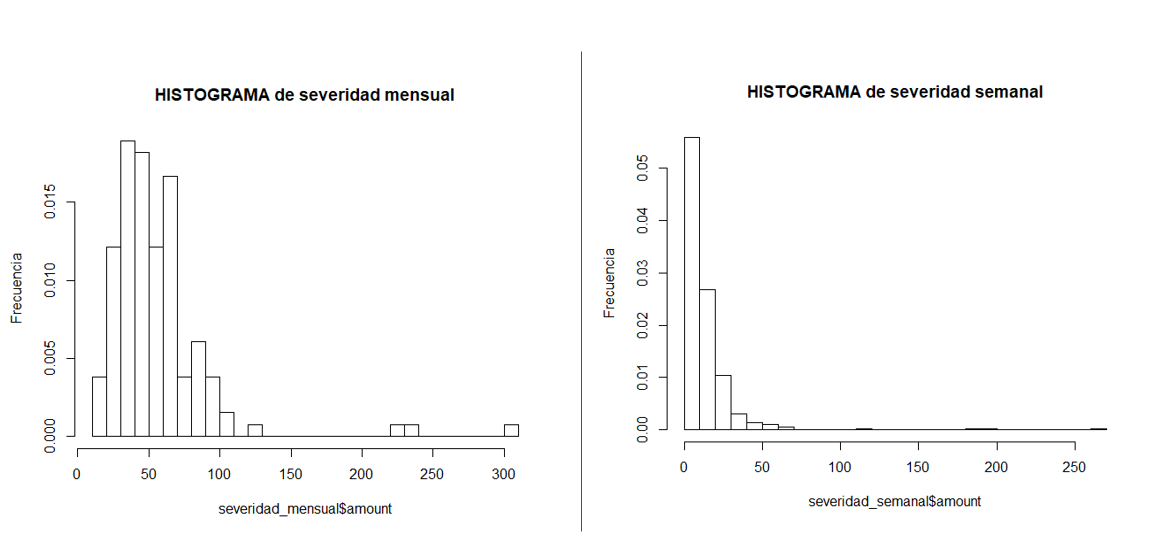 HISTOGRAMA de severidad mensual
Frecuencia
0.015
0.010
0.005
0.000
0 50 100 150 200 250 300
severidad_mensual$amount
HISTOGRAMA de severidad semanal
Frecuencia
0.05
0.04
0.03
0.02
0.01
0.00
0 50 100 150 200 250
severidad_semanal$amount